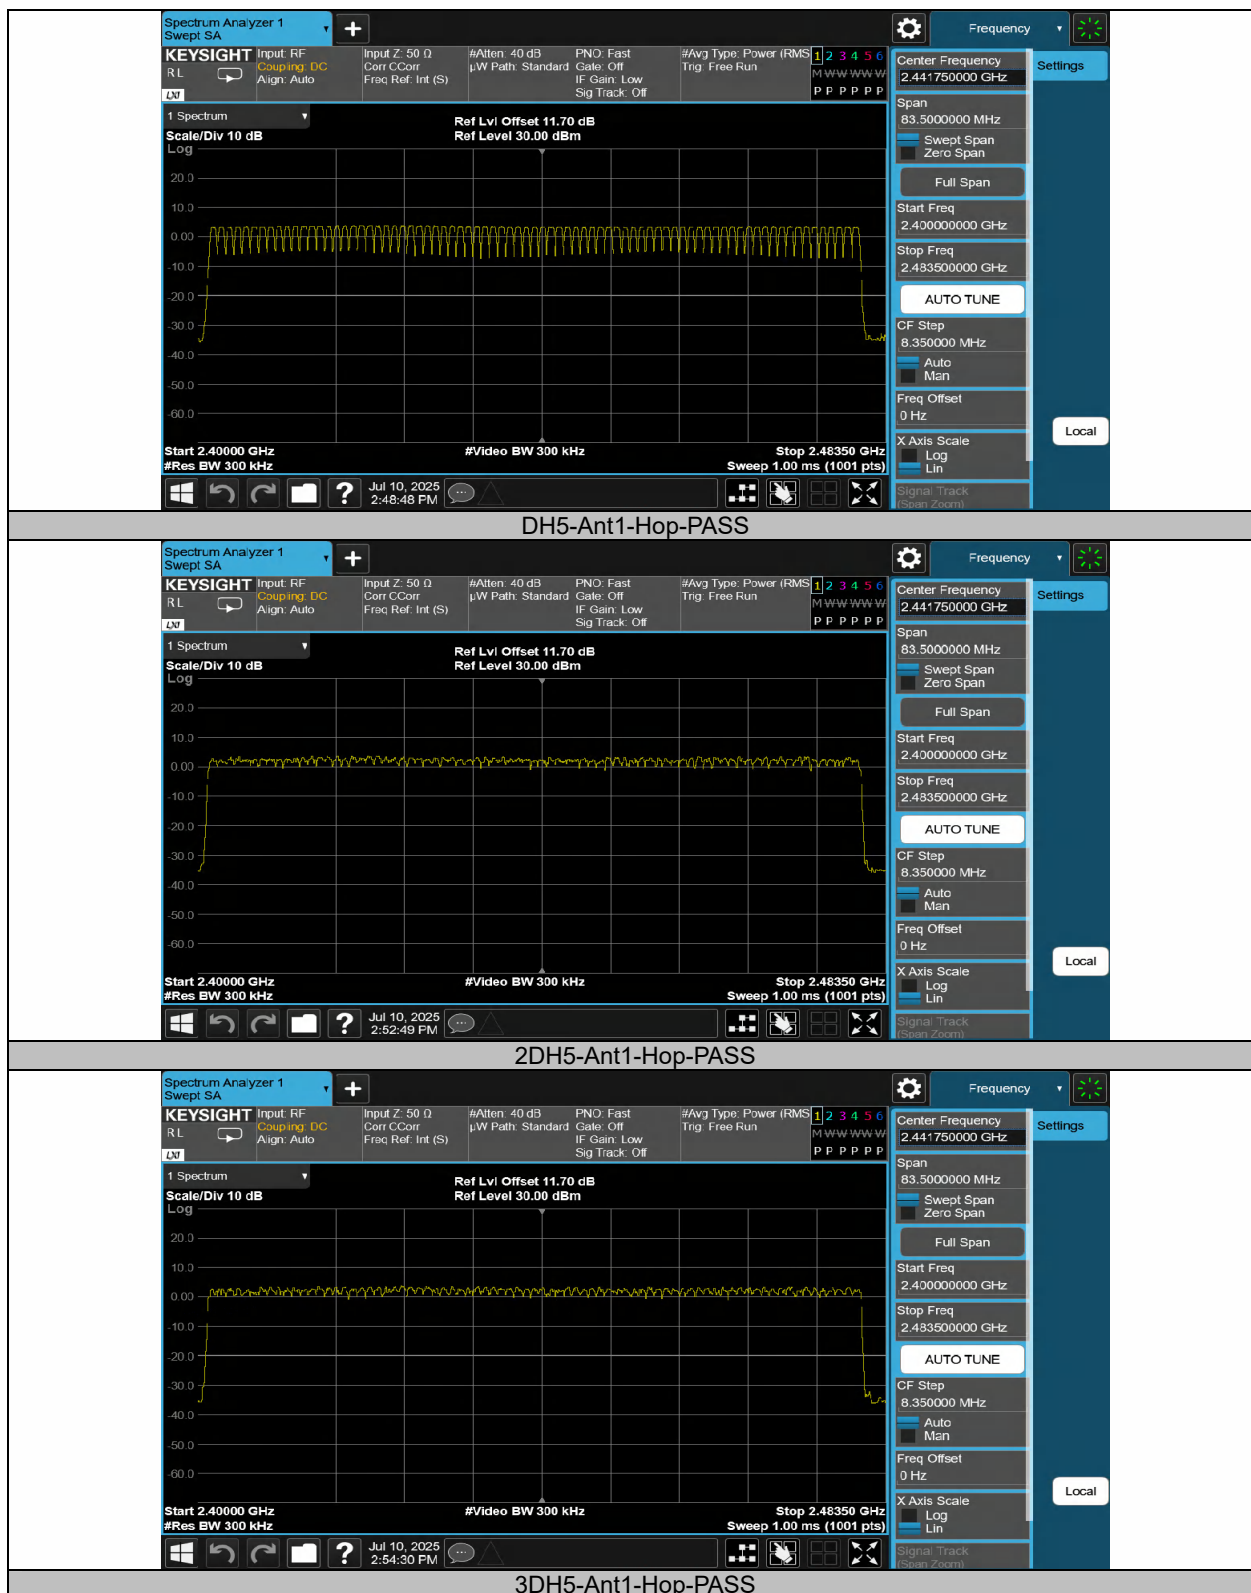 Spectrum Analyzer 1
Swept SA
Frequency
KEYSIGHT
RL
LXI
Input: RF
Coupling: DC
Align: Auto
Input Z: 50 Ω
Corr CCorr
Freq Ref: Int (S)
#Atten: 40 dB
µW Path: Standard
PNO: Fast
Gate: Off
IF Gain: Low
Sig Track: Off
#Avg Type: Power (RMS
Trig: Free Run
1 2 3 4 5 6
M W W W W W
P P P P P P
Center Frequency
2.441750000 GHz
Settings
1 Spectrum
Scale/Div 10 dB
Log
Ref Lvl Offset 11.70 dB
Ref Level 30.00 dBm
20.0
10.0
0.00
-10.0
-20.0
-30.0
-40.0
-50.0
-60.0
Span
83.5000000 MHz
Swept Span
Zero Span
Full Span
Start Freq
2.400000000 GHz
Stop Freq
2.483500000 GHz
AUTO TUNE
CF Step
8.350000 MHz
Auto
Man
Freq Offset
0 Hz
X Axis Scale
Log
Lin
Signal Track
(Span Zoom)
Local
Start 2.40000 GHz
#Res BW 300 kHz
#Video BW 300 kHz
Stop 2.48350 GHz
Sweep 1.00 ms (1001 pts)
Jul 10, 2025
2:48:48 PM
DH5-Ant1-Hop-PASS
Spectrum Analyzer 1
Swept SA
Frequency
KEYSIGHT
RL
LXI
Input: RF
Coupling: DC
Align: Auto
Input Z: 50 Ω
Corr CCorr
Freq Ref: Int (S)
#Atten: 40 dB
µW Path: Standard
PNO: Fast
Gate: Off
IF Gain: Low
Sig Track: Off
#Avg Type: Power (RMS
Trig: Free Run
1 2 3 4 5 6
M W W W W W
P P P P P P
Center Frequency
2.441750000 GHz
Settings
1 Spectrum
Scale/Div 10 dB
Log
Ref Lvl Offset 11.70 dB
Ref Level 30.00 dBm
20.0
10.0
0.00
-10.0
-20.0
-30.0
-40.0
-50.0
-60.0
Span
83.5000000 MHz
Swept Span
Zero Span
Full Span
Start Freq
2.400000000 GHz
Stop Freq
2.483500000 GHz
AUTO TUNE
CF Step
8.350000 MHz
Auto
Man
Freq Offset
0 Hz
X Axis Scale
Log
Lin
Signal Track
(Span Zoom)
Local
Start 2.40000 GHz
#Res BW 300 kHz
#Video BW 300 kHz
Stop 2.48350 GHz
Sweep 1.00 ms (1001 pts)
Jul 10, 2025
2:52:49 PM
2DH5-Ant1-Hop-PASS
Spectrum Analyzer 1
Swept SA
Frequency
KEYSIGHT
RL
LXI
Input: RF
Coupling: DC
Align: Auto
Input Z: 50 Ω
Corr CCorr
Freq Ref: Int (S)
#Atten: 40 dB
µW Path: Standard
PNO: Fast
Gate: Off
IF Gain: Low
Sig Track: Off
#Avg Type: Power (RMS
Trig: Free Run
1 2 3 4 5 6
M W W W W W
P P P P P P
Center Frequency
2.441750000 GHz
Settings
1 Spectrum
Scale/Div 10 dB
Log
Ref Lvl Offset 11.70 dB
Ref Level 30.00 dBm
20.0
10.0
0.00
-10.0
-20.0
-30.0
-40.0
-50.0
-60.0
Span
83.5000000 MHz
Swept Span
Zero Span
Full Span
Start Freq
2.400000000 GHz
Stop Freq
2.483500000 GHz
AUTO TUNE
CF Step
8.350000 MHz
Auto
Man
Freq Offset
0 Hz
X Axis Scale
Log
Lin
Signal Track
(Span Zoom)
Local
Start 2.40000 GHz
#Res BW 300 kHz
#Video BW 300 kHz
Stop 2.48350 GHz
Sweep 1.00 ms (1001 pts)
Jul 10, 2025
2:54:30 PM
3DH5-Ant1-Hop-PASS